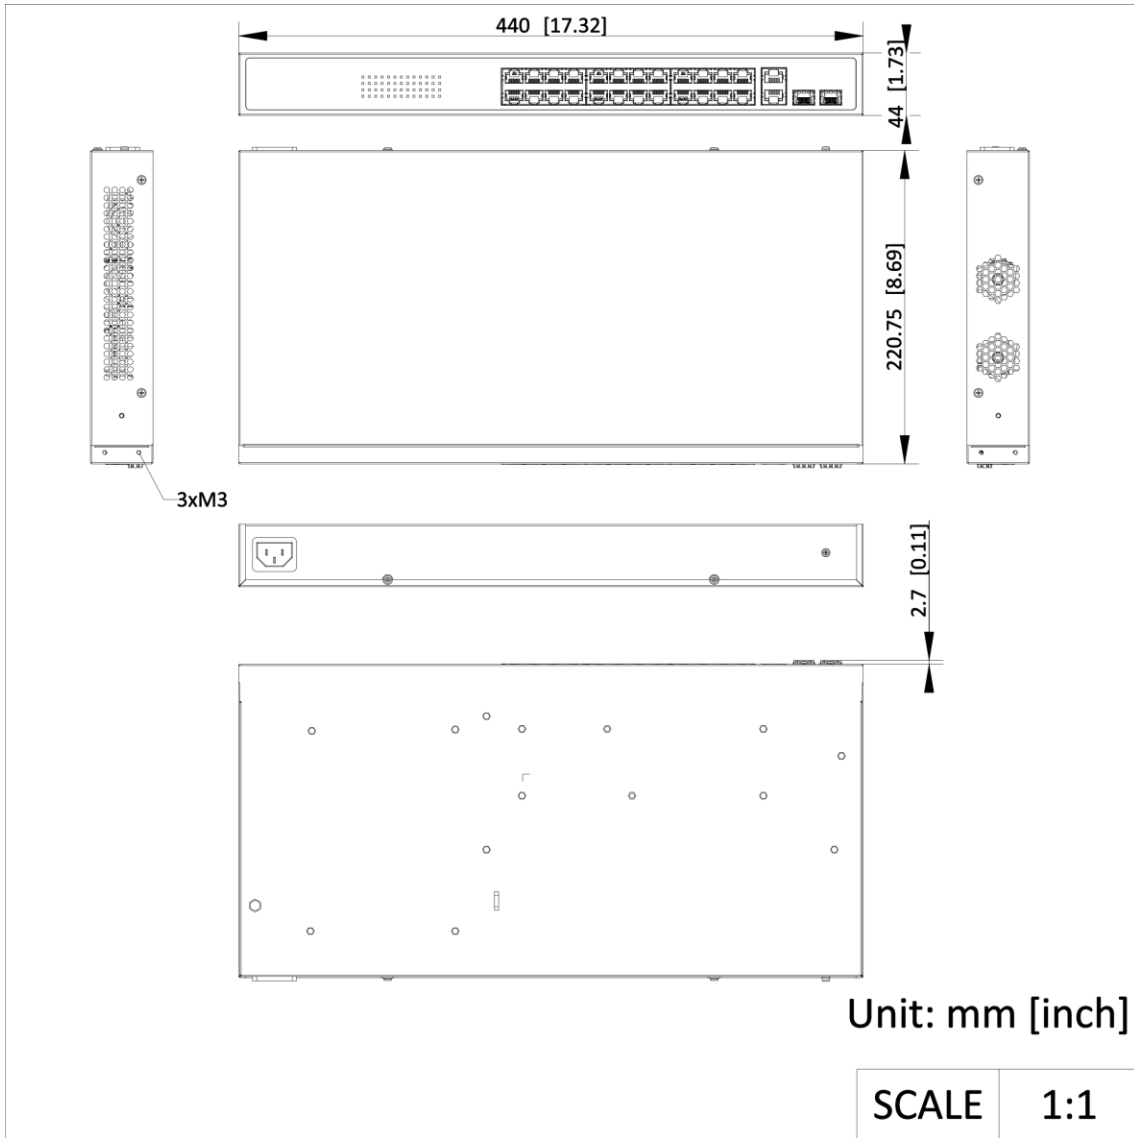 440 [17.32]
44 [1.73]
220.75 [8.69]
3xM3
2.7 [0.11]
Unit: mm [inch]
SCALE 1:1